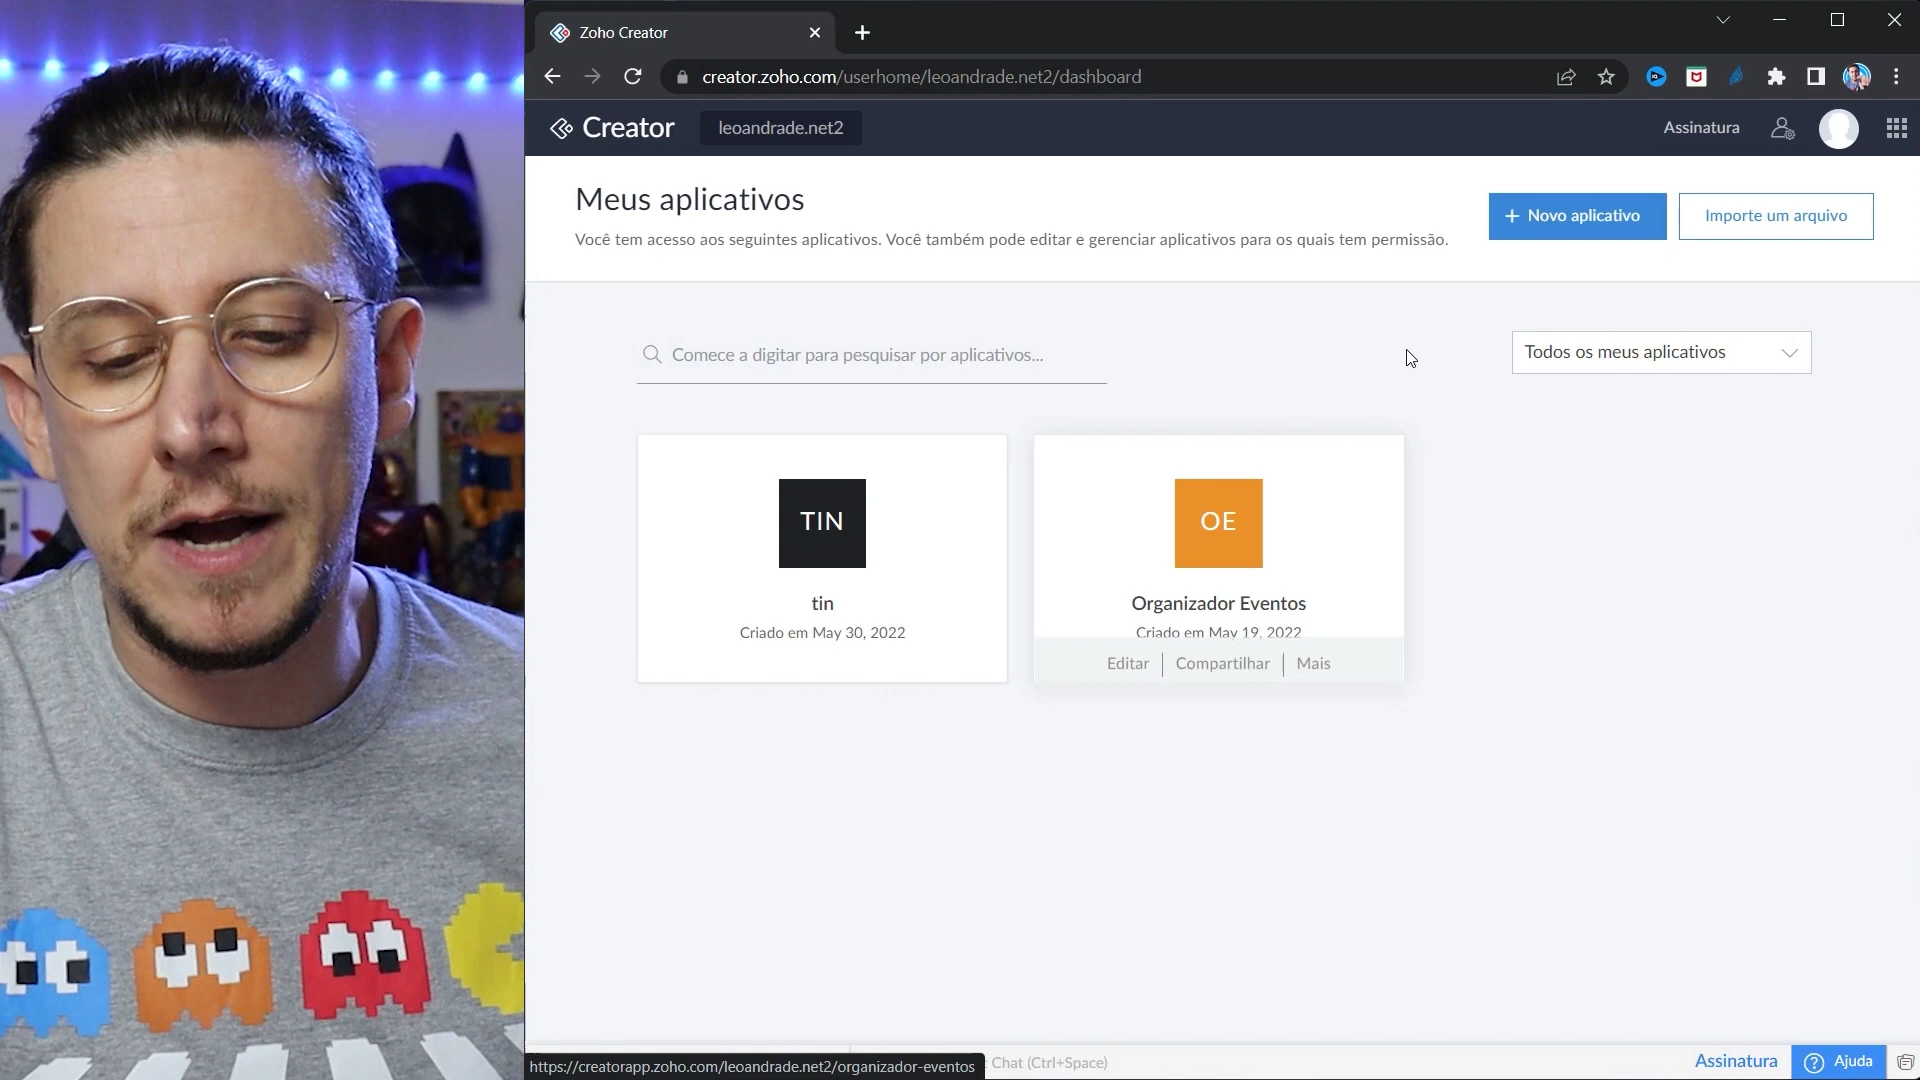 Zoho Creator
creator.zoho.com/userhome/leoandrade.net2/dashboard
Creator
leoandrade.net2
Assinatura
Meus aplicativos
Você tem acesso aos seguintes aplicativos. Você também pode editar e gerenciar aplicativos para os quais tem permissão.
+ Novo aplicativo
Importe um arquivo
Comece a digitar para pesquisar por aplicativos...
Todos os meus aplicativos
TIN
tin
Criado em May 30, 2022
OE
Organizador Eventos
Criado em May 19, 2022
Editar | Compartilhar | Mais
https://creatorapp.zoho.com/leoandrade.net2/organizador-eventos
Chat (Ctrl+Space)
Assinatura
Ajuda